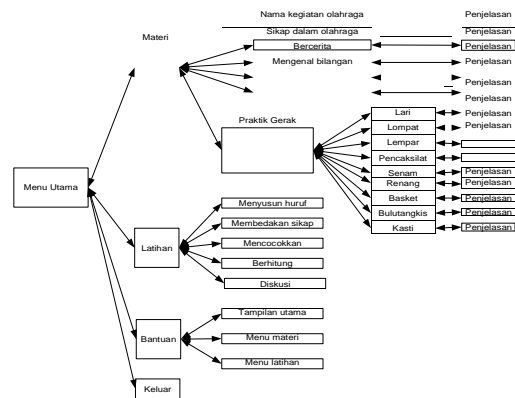 Nama kegiatan olahraga
Penjelasan
Sikap dalam olahraga
Penjelasan
Materi
Bercerita
Penjelasan
Mengenal bilangan
Penjelasan
Penjelasan
Penjelasan
Praktik Gerak
Lari
Penjelasan
Lompat
Penjelasan
Lempar
Pencaksilat
Senam
Penjelasan
Renang
Penjelasan
Basket
Penjelasan
Bulutangkis
Penjelasan
Kasti
Penjelasan
Menu Utama
Latihan
Menyusun huruf
Membedakan sikap
Mencocokkan
Berhitung
Diskusi
Bantuan
Tampilan utama
Menu materi
Menu latihan
Keluar